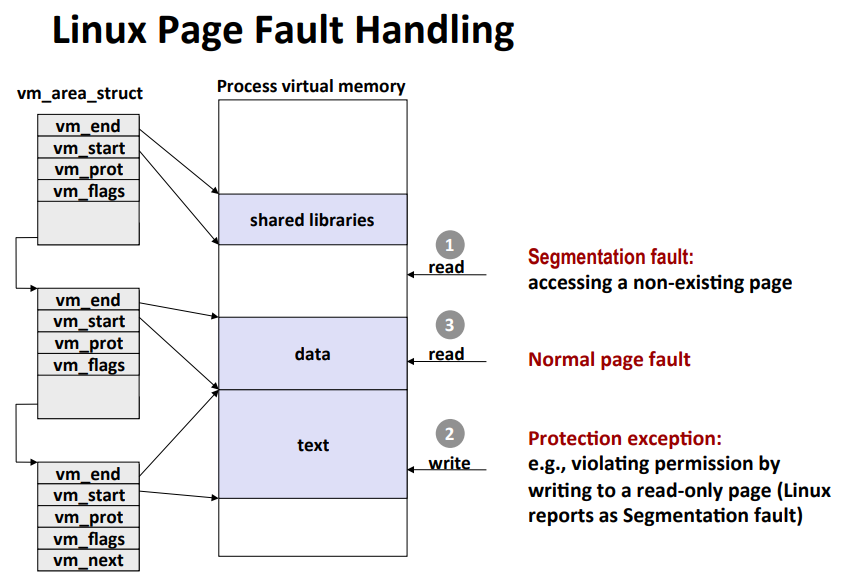 Linux Page Fault Handling
vm_area_struct
Process virtual memory
vm_end
vm_start
vm_prot
vm_flags
shared libraries
1
read
Segmentation fault:
accessing a non-existing page
vm_end
vm_start
vm_prot
vm_flags
data
3
read
Normal page fault
text
2
write
Protection exception:
e.g., violating permission by
writing to a read-only page (Linux
reports as Segmentation fault)
vm_end
vm_start
vm_prot
vm_flags
vm_next